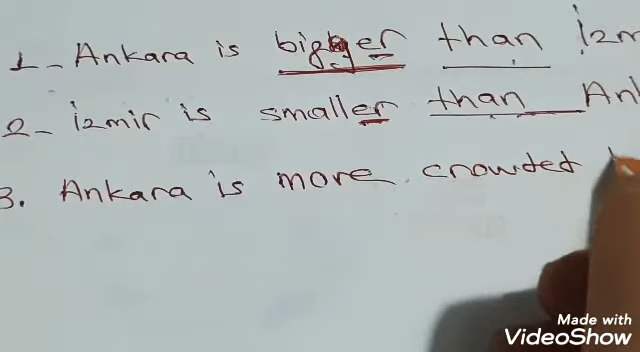 1- Ankara is bigger than İzm
2- İzmir is smaller than Ank
3. Ankara is more crowded
Made with
VideoShow